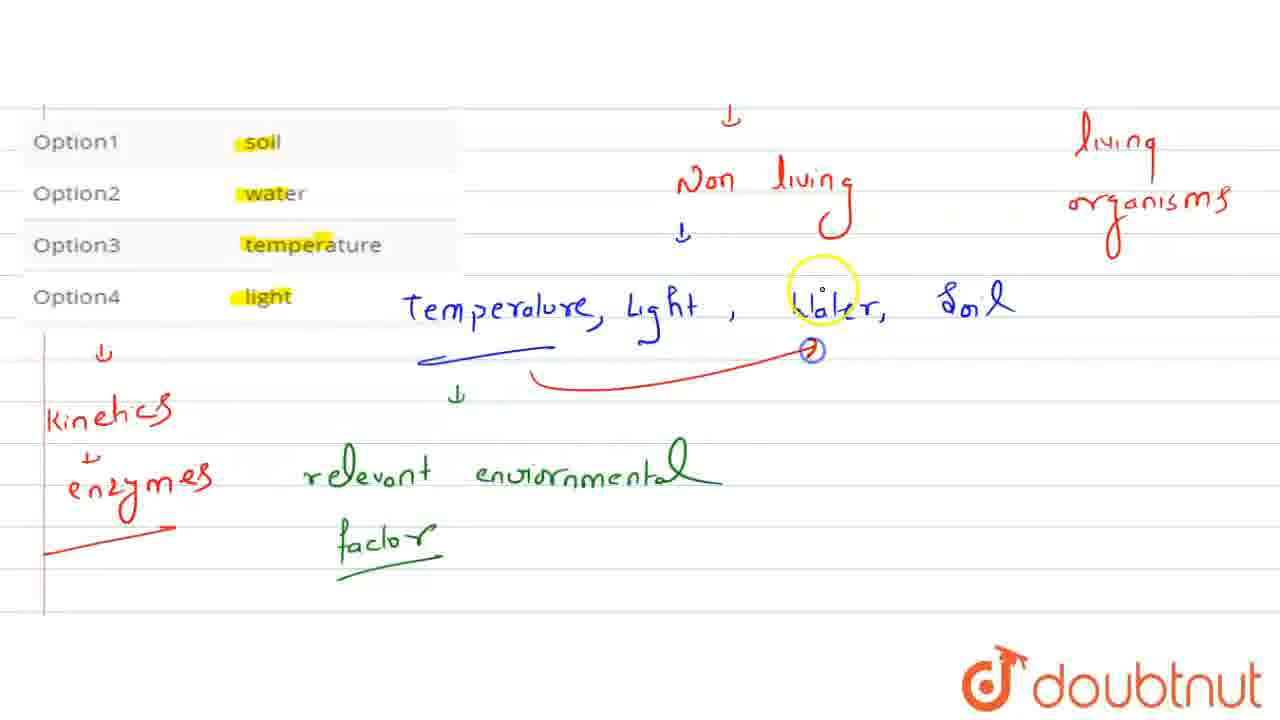 Option1 soil
Option2 water
Option3 temperature
Option4 light
Non living
living
organisms
Temperature, Light, Water, Soil
Kinetics
enzymes
relevant enviornmental
factor
doubtnut